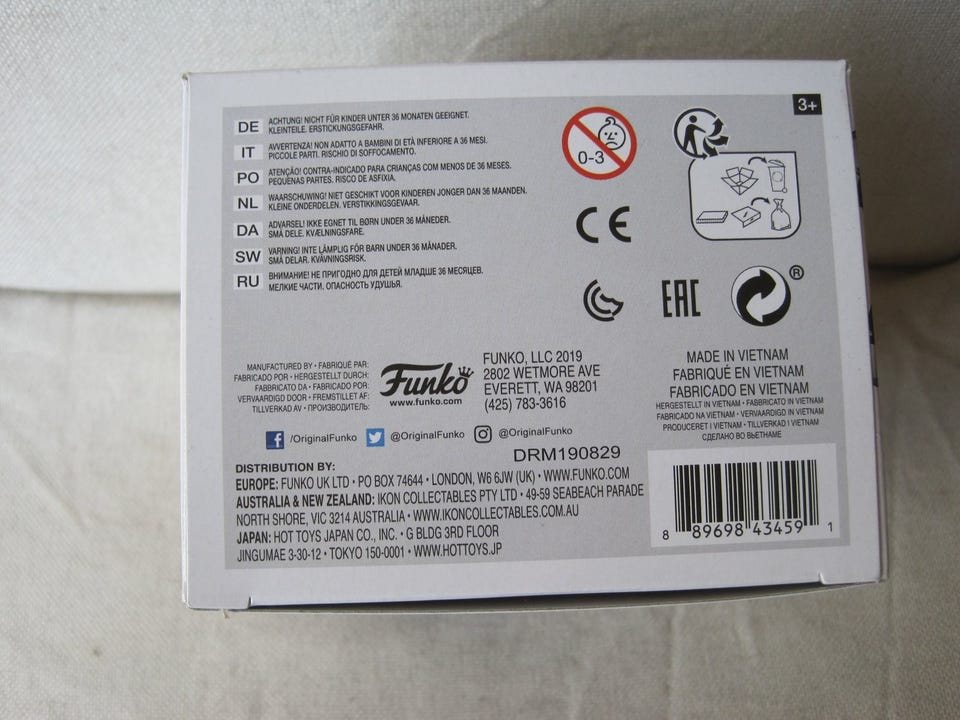 3+
DE ACHTUNG! NICHT FÜR KINDER UNTER 36 MONATEN GEEIGNET.
KLEINTEILE. ERSTICKUNGSGEFAHR.
IT AVVERTENZA! NON ADATTO A BAMBINI DI ETÀ INFERIORE A 36 MESI.
PICCOLE PARTI. RISCHIO DI SOFFOCAMENTO.
PO ATENÇÃO! CONTRA-INDICADO PARA CRIANÇAS COM MENOS DE 36 MESES.
PEQUENAS PARTES. RISCO DE ASFIXIA.
NL WAARSCHUWING! NIET GESCHIKT VOOR KINDEREN JONGER DAN 36 MAANDEN.
KLEINE ONDERDELEN. VERSTIKKINGSGEVAAR.
DA ADVARSEL! IKKE EGNET TIL BØRN UNDER 36 MÅNEDER.
SMÅ DELE. KVÆLNINGSFARE.
SW VARNING! INTE LÄMPLIG FÖR BARN UNDER 36 MÅNADER.
SMÅ DELAR. KVÄVNINGSRISK.
RU ВНИМАНИЕ! НЕ ПРИГОДНО ДЛЯ ДЕТЕЙ МЛАДШЕ 36 МЕСЯЦЕВ.
МЕЛКИЕ ЧАСТИ. ОПАСНОСТЬ УДУШЬЯ.
0-3
CE
EAC
®
MANUFACTURED BY • FABRIQUÉ PAR:
FABRICADO POR • HERGESTELLT DURCH:
FABBRICATO DA • FABRICADO POR:
VERVAARDIGD DOOR • FREMSTILLET AF:
TILLVERKAD AV • ПРОИЗВОДИТЕЛЬ:
Funko
www.funko.com
FUNKO, LLC 2019
2802 WETMORE AVE
EVERETT, WA 98201
(425) 783-3616
MADE IN VIETNAM
FABRIQUÉ EN VIETNAM
FABRICADO EN VIETNAM
HERGESTELLT IN VIETNAM • FABBRICATO IN VIETNAM
FABRICADO NA VIETNAM • VERVAARDIGD IN VIETNAM
PRODUCERET I VIETNAM • TILLVERKAD I VIETNAM
СДЕЛАНО ВО ВЬЕТНАМЕ
/OriginalFunko @OriginalFunko @OriginalFunko
DRM190829
DISTRIBUTION BY:
EUROPE: FUNKO UK LTD • PO BOX 74644 • LONDON, W6 6JW (UK) • WWW.FUNKO.COM
AUSTRALIA & NEW ZEALAND: IKON COLLECTABLES PTY LTD • 49-59 SEABEACH PARADE
NORTH SHORE, VIC 3214 AUSTRALIA • WWW.IKONCOLLECTABLES.COM.AU
JAPAN: HOT TOYS JAPAN CO., INC. • G BLDG 3RD FLOOR
JINGUMAE 3-30-12 • TOKYO 150-0001 • WWW.HOTTOYS.JP
8 89698 43459 1